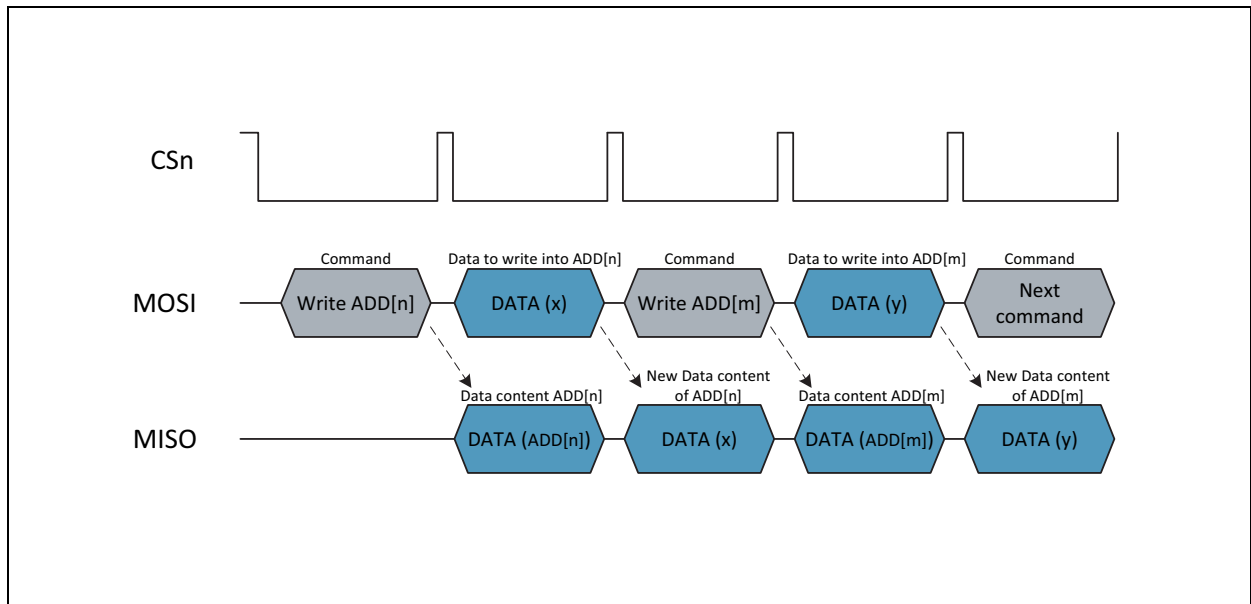 CSn
Command
Data to write into ADD[n]
Command
Data to write into ADD[m]
Command
MOSI
Write ADD[n]
DATA (x)
Write ADD[m]
DATA (y)
Next
command
Data content ADD[n]
New Data content
of ADD[n]
Data content ADD[m]
New Data content
of ADD[m]
MISO
DATA (ADD[n])
DATA (x)
DATA (ADD[m])
DATA (y)